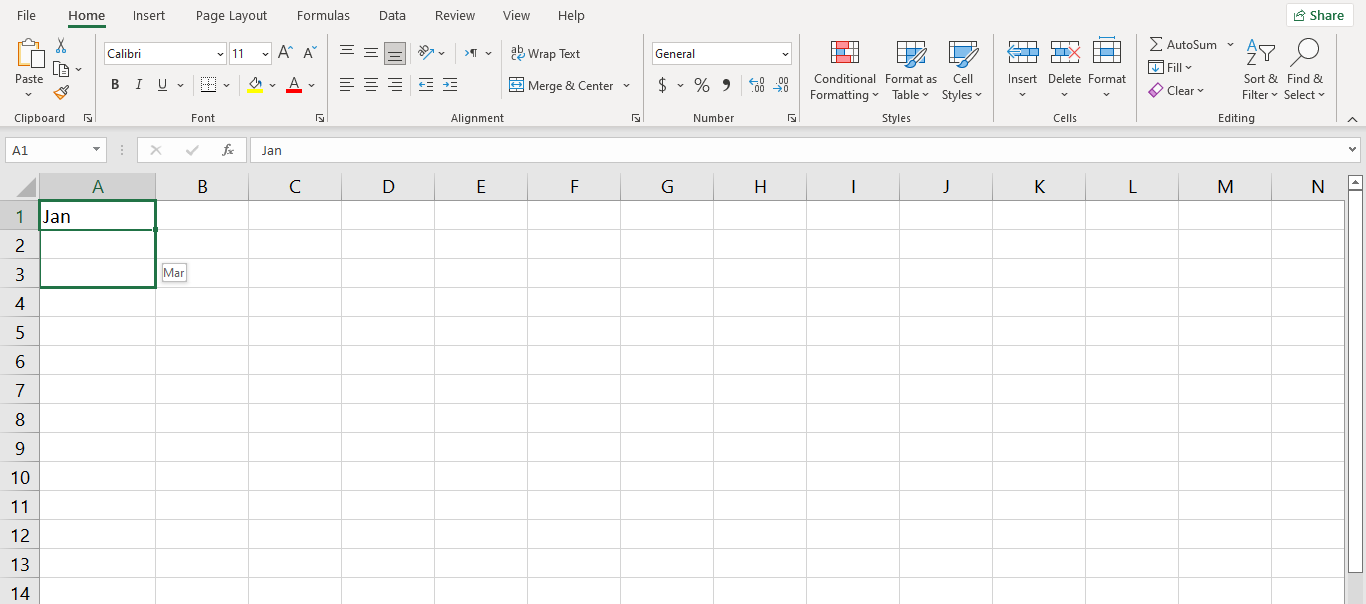 File Home Insert Page Layout Formulas Data Review View Help Share
Paste Calibri 11 A A Wrap Text General Conditional Formatting Format as Table Cell Styles Insert Delete Format AutoSum Fill Clear A Z Sort & Filter Find & Select
B I U A Merge & Center $ % , .00 .00
Clipboard Font Alignment Number Styles Cells Editing
A1 fx Jan
A B C D E F G H I J K L M N
1 Jan
2
3 Mar
4
5
6
7
8
9
10
11
12
13
14